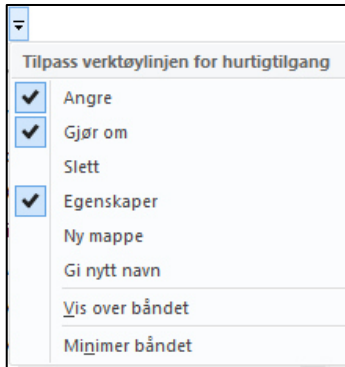 Tilpass verktøylinjen for hurtigtilgang
Angre
Gjør om
Slett
Egenskaper
Ny mappe
Gi nytt navn
Vis over båndet
Minimer båndet